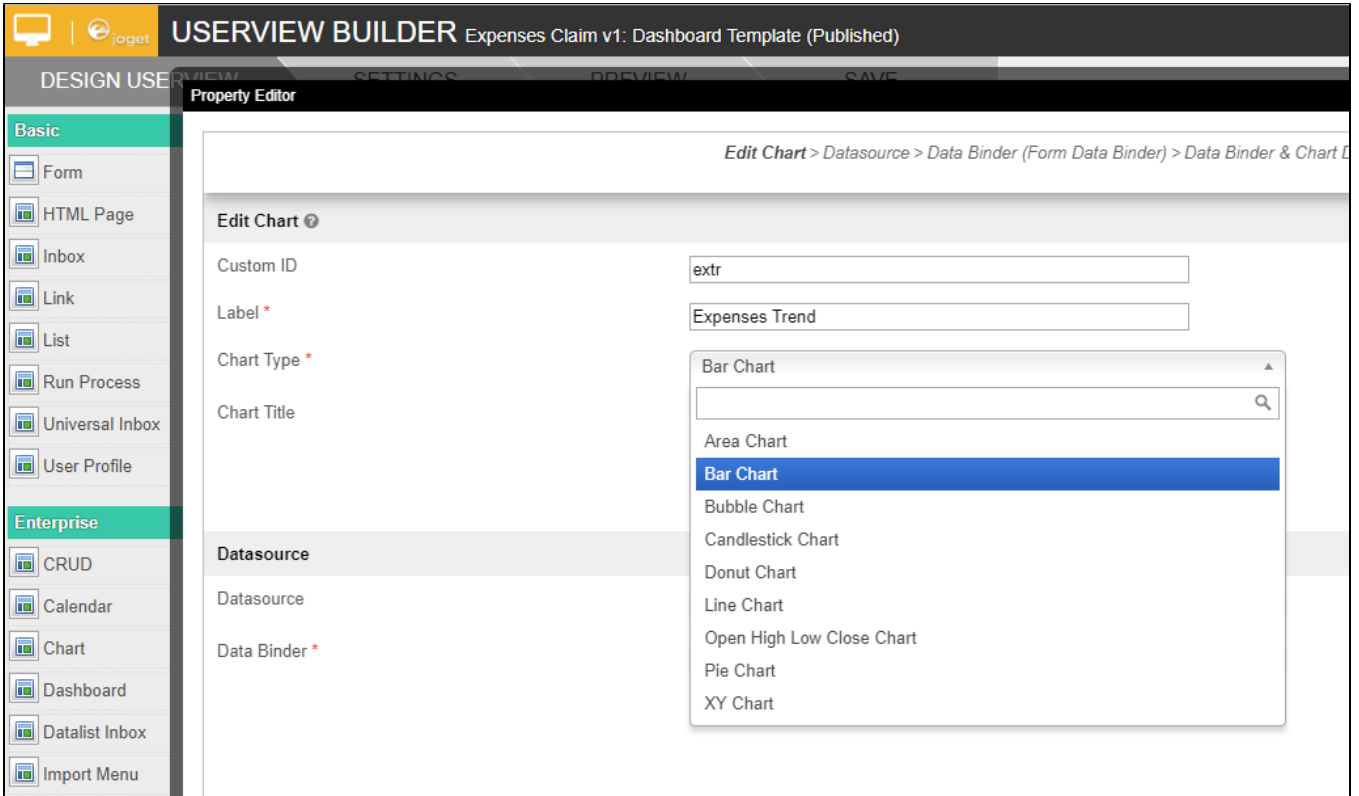 joget
USERVIEW BUILDER Expenses Claim v1: Dashboard Template (Published)
DESIGN USERVIEW
SETTINGS
PREVIEW
SAVE
Property Editor
Basic
Form
HTML Page
Inbox
Link
List
Run Process
Universal Inbox
User Profile
Enterprise
CRUD
Calendar
Chart
Dashboard
Datalist Inbox
Import Menu
Edit Chart > Datasource > Data Binder (Form Data Binder) > Data Binder & Chart
Edit Chart ?
Custom ID
extr
Label *
Expenses Trend
Chart Type *
Bar Chart
Area Chart
Bar Chart
Bubble Chart
Candlestick Chart
Donut Chart
Line Chart
Open High Low Close Chart
Pie Chart
XY Chart
Chart Title
Datasource
Datasource
Data Binder *